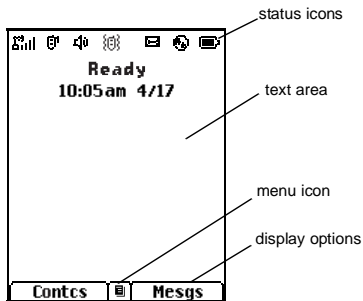 status icons
Ready
10:05am 4/17
text area
menu icon
display options
Contcs Mesgs